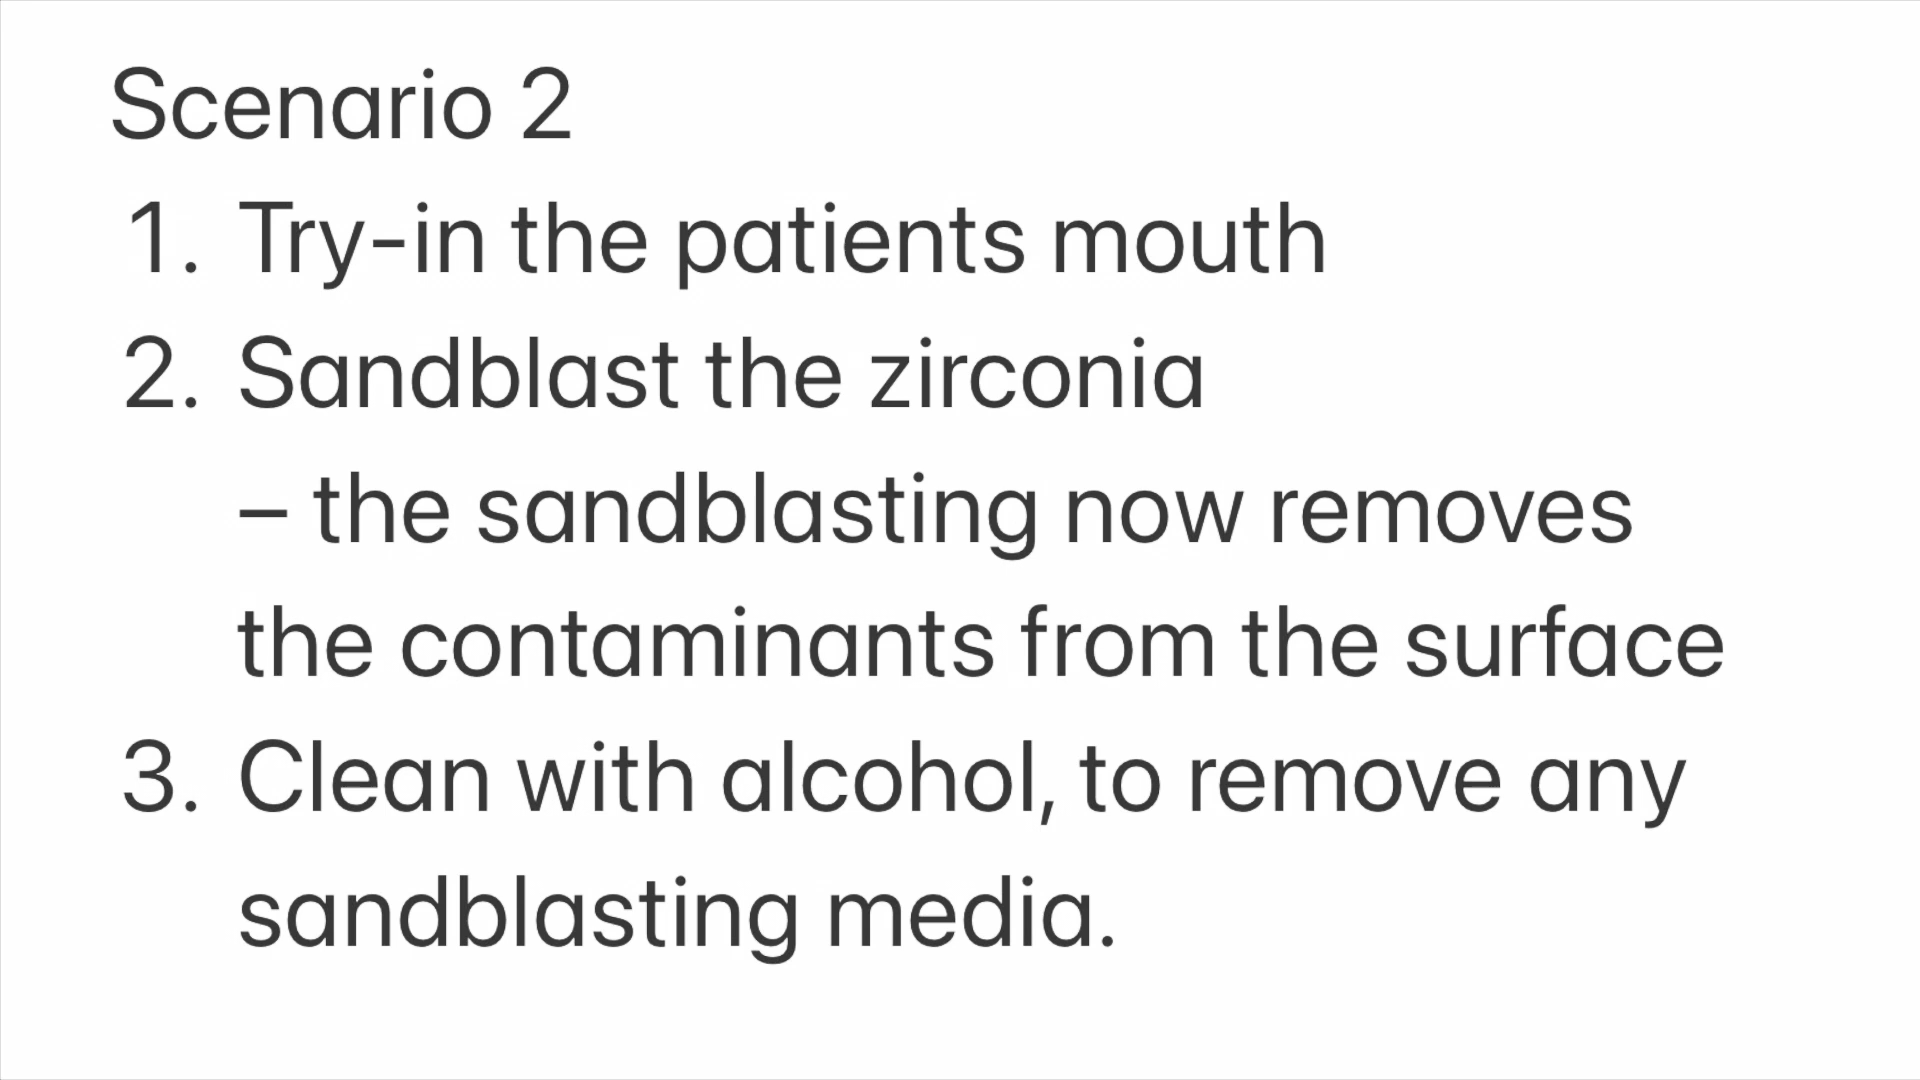 Scenario 2
1. Try-in the patients mouth
2. Sandblast the zirconia
– the sandblasting now removes
the contaminants from the surface
3. Clean with alcohol, to remove any
sandblasting media.